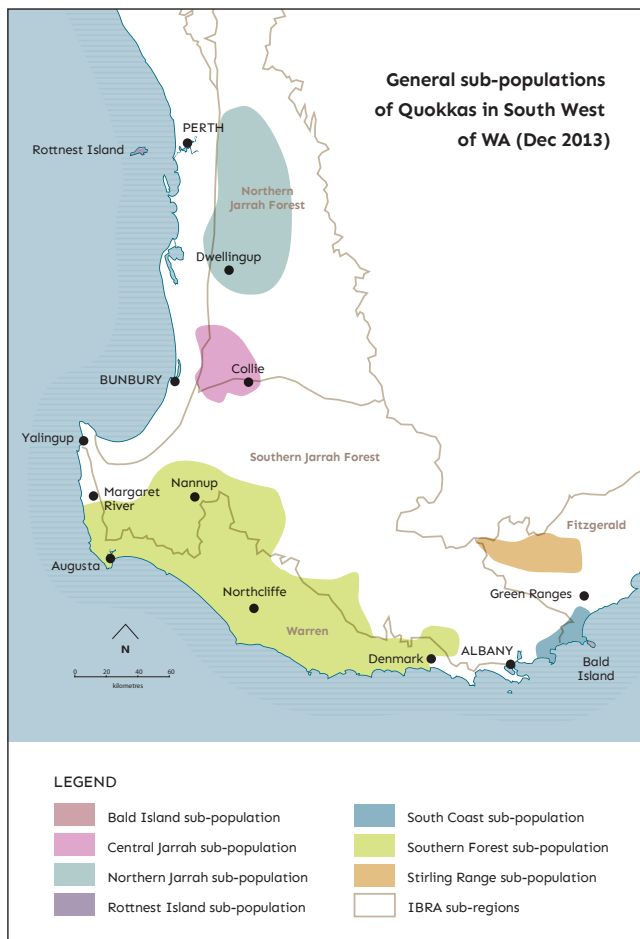 General sub-populations
of Quokkas in South West
of WA (Dec 2013)
PERTH
Rottnest Island
Northern
Jarrah Forest
Dwellingup
Collie
BUNBURY
Yalingup
Southern Jarrah Forest
Margaret
River
Nannup
Fitzgerald
Augusta
Green Ranges
Northcliffe
Warren
N
Denmark
ALBANY
Bald
Island
0 20 40 60
kilometres
LEGEND
Bald Island sub-population
Central Jarrah sub-population
Northern Jarrah sub-population
Rottnest Island sub-population
South Coast sub-population
Southern Forest sub-population
Stirling Range sub-population
IBRA sub-regions